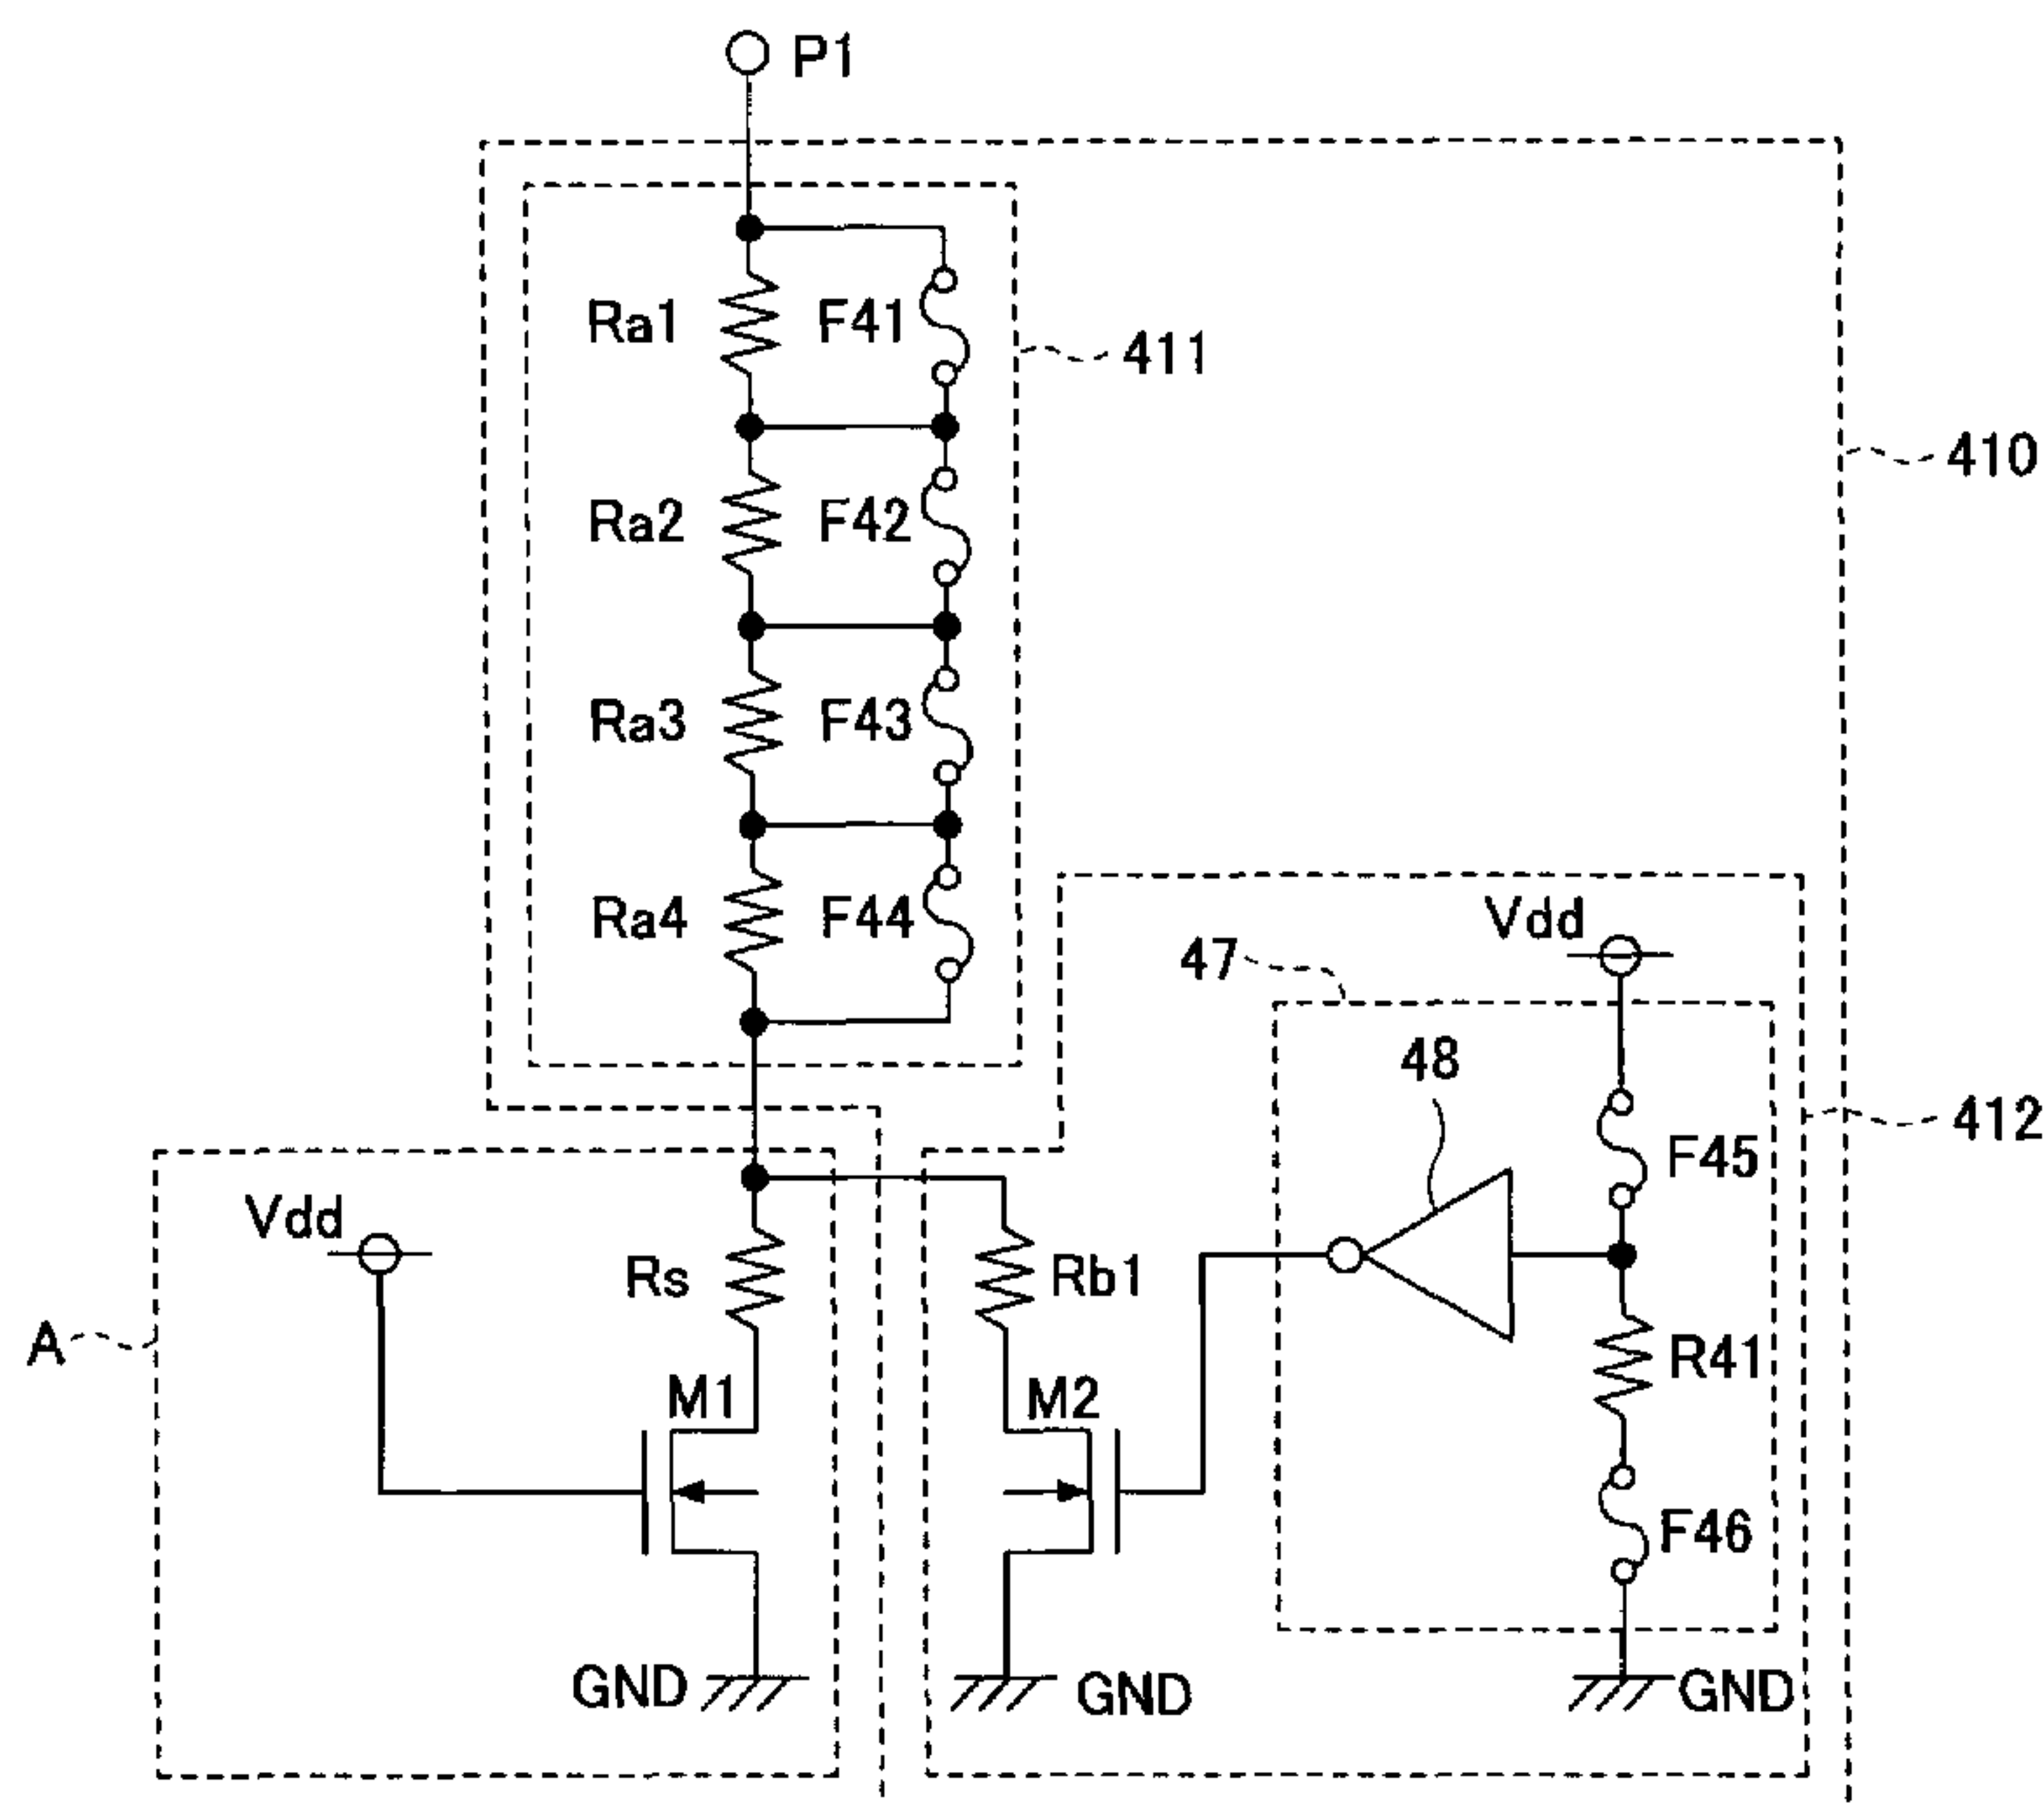 P1
Ra1 F41
411
410
Ra2 F42
Ra3 F43
Ra4 F44
Vdd
47
48
412
F45
Vdd
Rs Rb1
A
R41
M1 M2
F46
GND GND GND